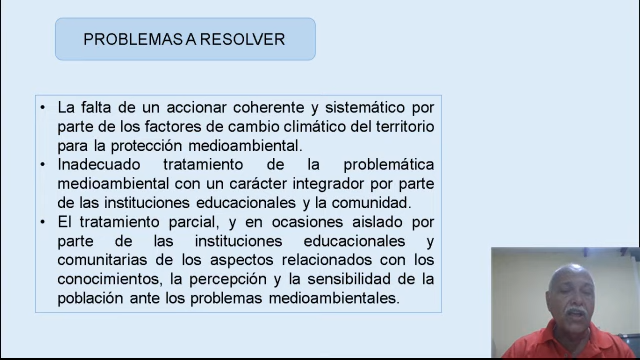 PROBLEMAS A RESOLVER
• La falta de un accionar coherente y sistemático por
parte de los factores de cambio climático del territorio
para la protección medioambiental.
• Inadecuado tratamiento de la problemática
medioambiental con un carácter integrador por parte
de las instituciones educacionales y la comunidad.
• El tratamiento parcial, y en ocasiones aislado por
parte de las instituciones educacionales y
comunitarias de los aspectos relacionados con los
conocimientos, la percepción y la sensibilidad de la
población ante los problemas medioambientales.